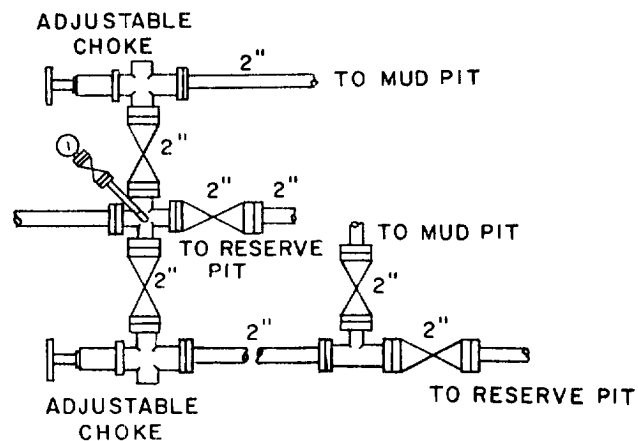 ADJUSTABLE
CHOKE
2"
TO MUD PIT
2"
2"
2"
TO RESERVE
PIT
TO MUD PIT
2"
2"
2"
2"
TO RESERVE PIT
ADJUSTABLE
CHOKE